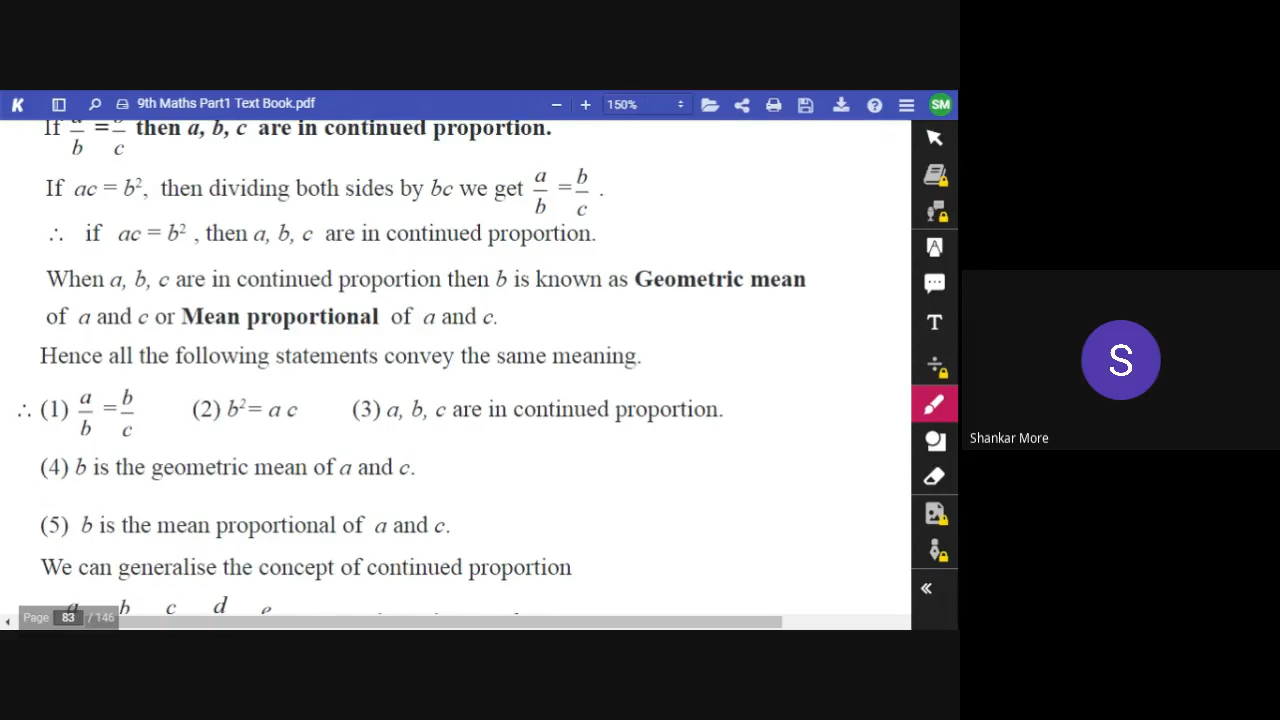 K 9th Maths Part1 Text Book.pdf − + 150% SM
If a/b = b/c then a, b, c are in continued proportion.
If ac = b², then dividing both sides by bc we get a/b = b/c .
∴ if ac = b² , then a, b, c are in continued proportion.
When a, b, c are in continued proportion then b is known as Geometric mean
of a and c or Mean proportional of a and c.
Hence all the following statements convey the same meaning.
∴ (1) a/b = b/c (2) b² = a c (3) a, b, c are in continued proportion.
(4) b is the geometric mean of a and c.
(5) b is the mean proportional of a and c.
We can generalise the concept of continued proportion
a b c d e
Page 83 / 146
S
Shankar More